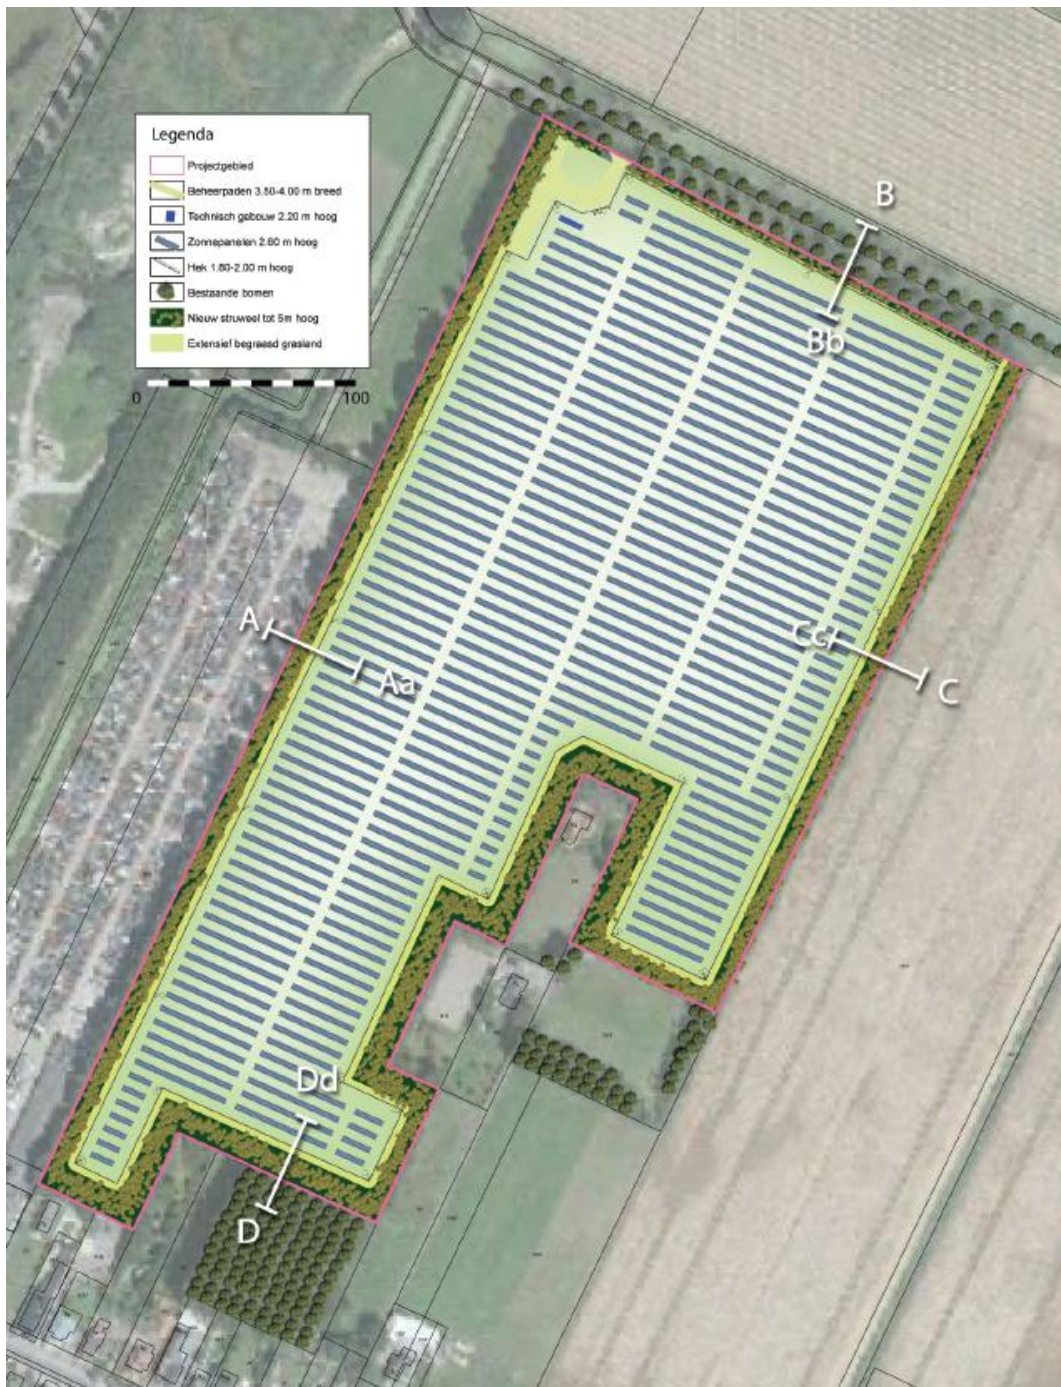 Legenda
Projectgebied
Beheerpaden 3.50-4.00 m breed
Technisch gebouw 2.20 m hoog
Zonnepanelen 2.80 m hoog
Hek 1.80-2.00 m hoog
Bestaande bomen
Nieuw struweel tot 5m hoog
Extensief begraasd grasland
0 100
B
Bb
A
Aa
Cc
C
Dd
D